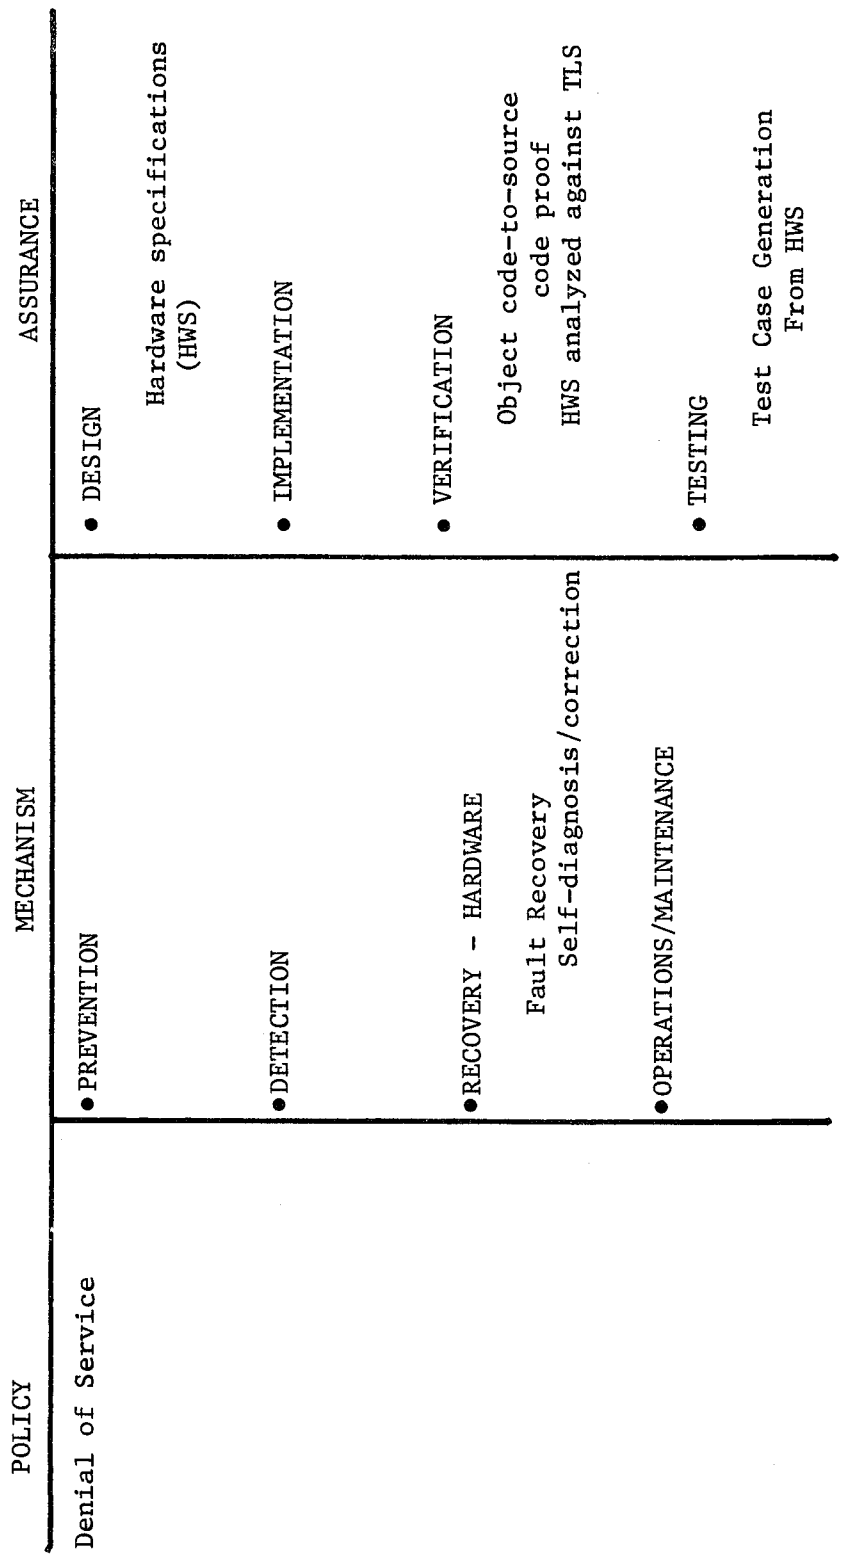 POLICY
MECHANISM
ASSURANCE
Denial of Service
●PREVENTION
●DETECTION
●RECOVERY - HARDWARE
Fault Recovery
Self-diagnosis/correction
●OPERATIONS/MAINTENANCE
● DESIGN
Hardware specifications
(HWS)
● IMPLEMENTATION
● VERIFICATION
Object code-to-source
code proof
HWS analyzed against TLS
● TESTING
Test Case Generation
From HWS